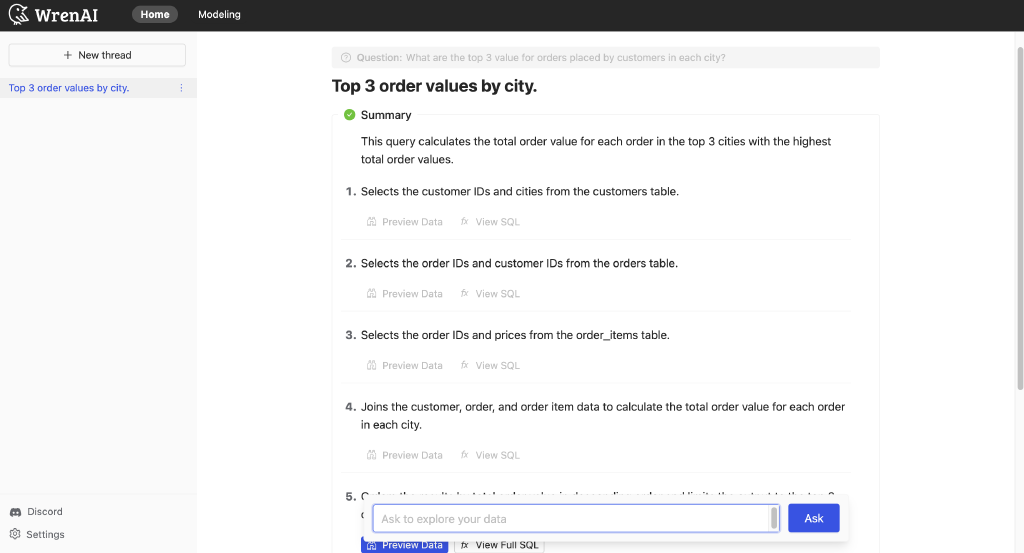 WrenAI
Home
Modeling
+ New thread
Top 3 order values by city.
Question: What are the top 3 value for orders placed by customers in each city?
Top 3 order values by city.
Summary
This query calculates the total order value for each order in the top 3 cities with the highest
total order values.
1. Selects the customer IDs and cities from the customers table.
Preview Data
fx View SQL
2. Selects the order IDs and customer IDs from the orders table.
Preview Data
fx View SQL
3. Selects the order IDs and prices from the order_items table.
Preview Data
fx View SQL
4. Joins the customer, order, and order item data to calculate the total order value for each order
in each city.
Preview Data
fx View SQL
5.
Ask to explore your data
Ask
Preview Data
fx View Full SQL
Discord
Settings